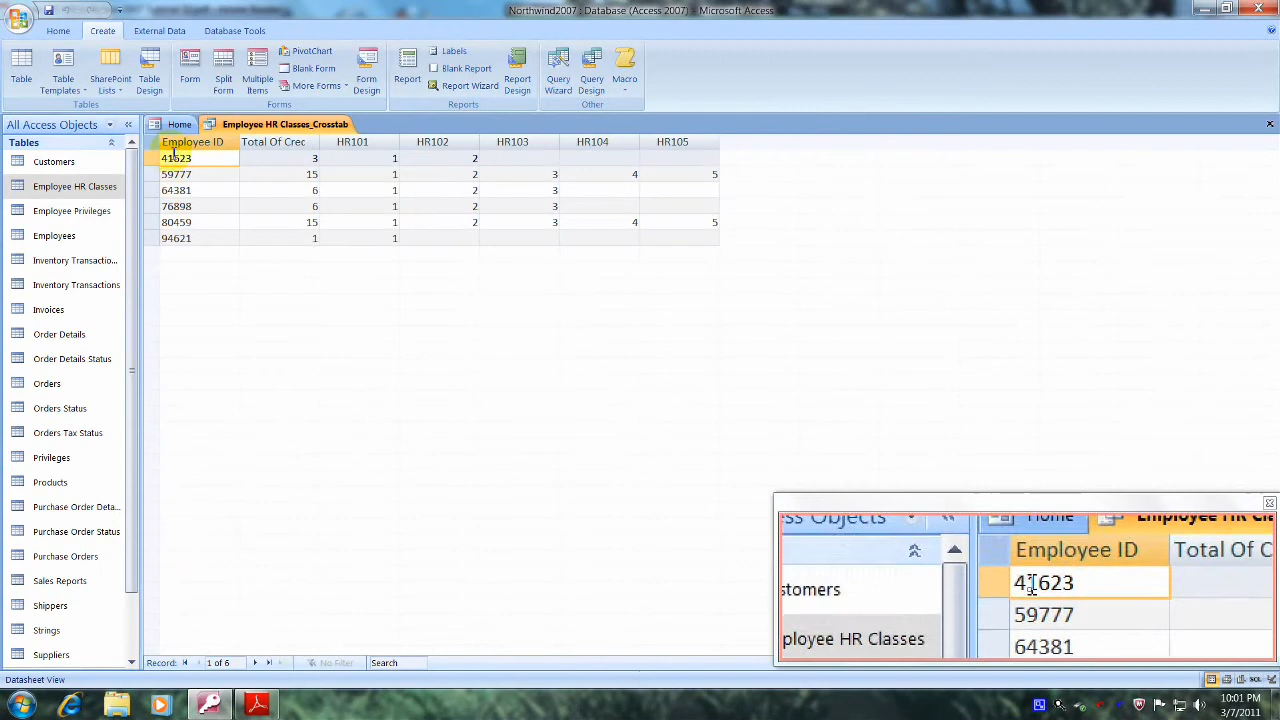 Northwind2007 : Database (Access 2007) - Microsoft Access
Home Create External Data Database Tools
Table Table Templates SharePoint Lists Table Design Form Split Form Multiple Items PivotChart Blank Form More Forms Form Design Report Labels Blank Report Report Wizard Report Design Query Wizard Query Design Macro
Tables Forms Reports Other
All Access Objects
Home Employee HR Classes_Crosstab
Tables
Customers
Employee HR Classes
Employee Privileges
Employees
Inventory Transactio...
Inventory Transactions
Invoices
Order Details
Order Details Status
Orders
Orders Status
Orders Tax Status
Privileges
Products
Purchase Order Deta...
Purchase Order Status
Purchase Orders
Sales Reports
Shippers
Strings
Suppliers
Employee ID Total Of Crec HR101 HR102 HR103 HR104 HR105
41623 3 1 2
59777 15 1 2 3 4 5
64381 6 1 2 3
76898 6 1 2 3
80459 15 1 2 3 4 5
94621 1 1
ss Objects Home Employee HR Cla
Employee ID Total Of C
stomers 41623
59777
ployee HR Classes 64381
Record: 1 of 6 No Filter Search
Datasheet View SQL
10:01 PM
3/7/2011